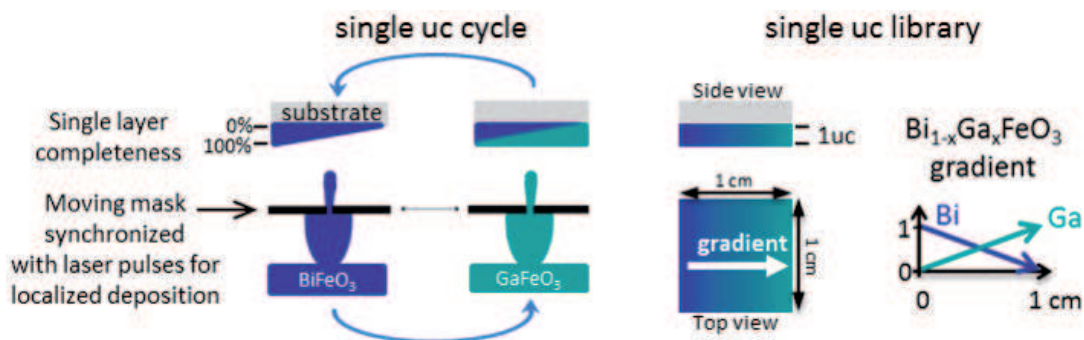 single uc cycle
single uc library
substrate
Single layer
completeness
0%
100%
Side view
1uc
Bi₁₋ₓGaₓFeO₃
gradient
Moving mask
synchronized
with laser pulses for
localized deposition
BiFeO₃
GaFeO₃
1 cm
gradient
1 cm
Top view
1
0
Bi
Ga
0
1 cm